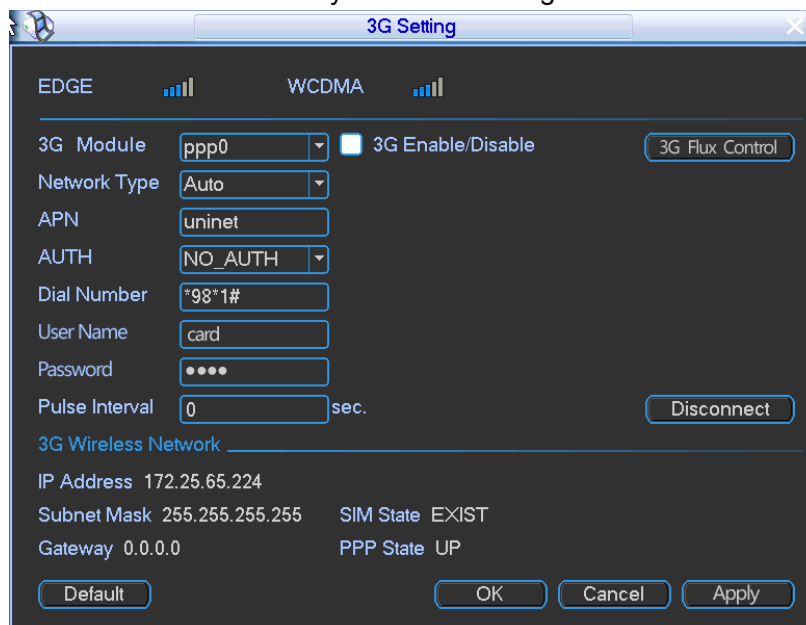 3G Setting
EDGE WCDMA
3G Module ppp0 3G Enable/Disable 3G Flux Control
Network Type Auto
APN uninet
AUTH NO_AUTH
Dial Number *98*1#
User Name card
Password ●●●●
Pulse Interval 0 sec. Disconnect
3G Wireless Network
IP Address 172.25.65.224
Subnet Mask 255.255.255.255 SIM State EXIST
Gateway 0.0.0.0 PPP State UP
Default OK Cancel Apply